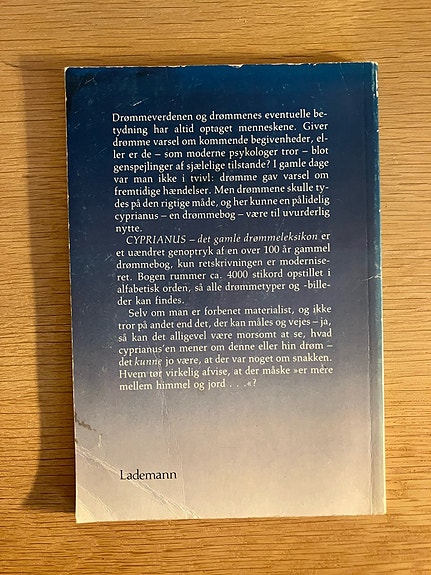 Drømmeverdenen og drømmenes eventuelle be-
tydning har altid optaget menneskene. Giver
drømme varsel om kommende begivenheder, el-
ler er de – som moderne psykologer tror – blot
genspejlinger af sjælelige tilstande? I gamle dage
var man ikke i tvivl: drømme gav varsel om
fremtidige hændelser. Men drømmene skulle ty-
des på den rigtige måde, og her kunne en pålidelig
cyprianus – en drømmebog – være til uvurderlig
nytte.
CYPRIANUS – det gamle drømmeleksikon er
et uændret genoptryk af en over 100 år gammel
drømmebog, kun retskrivningen er modernise-
ret. Bogen rummer ca. 4000 stikord opstillet i
alfabetisk orden, så alle drømmetyper og -bille-
der kan findes.
Selv om man er forbenet materialist, og ikke
tror på andet end det, der kan måles og vejes – ja,
så kan det alligevel være morsomt at se, hvad
cyprianus'en mener om denne eller hin drøm –
det kunne jo være, at der var noget om snakken.
Hvem tør virkelig afvise, at der måske »er mere
mellem himmel og jord . . .«?
Lademann